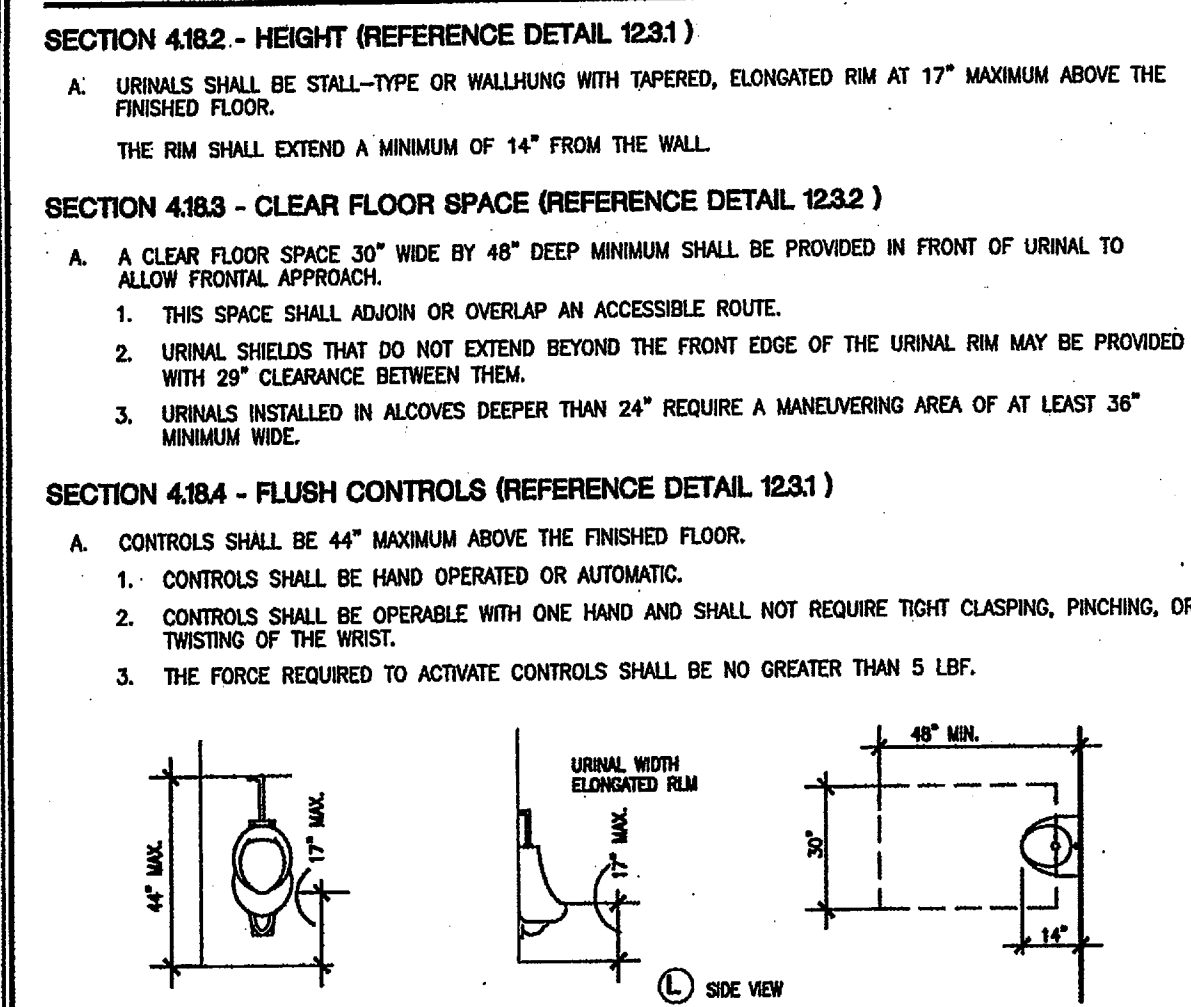 SECTION 4.18.2 - HEIGHT (REFERENCE DETAIL 12.3.1 )
A. URINALS SHALL BE STALL-TYPE OR WALLHUNG WITH TAPERED, ELONGATED RIM AT 17" MAXIMUM ABOVE THE
FINISHED FLOOR.
THE RIM SHALL EXTEND A MINIMUM OF 14" FROM THE WALL.
SECTION 4.18.3 - CLEAR FLOOR SPACE (REFERENCE DETAIL 12.3.2 )
A. A CLEAR FLOOR SPACE 30" WIDE BY 48" DEEP MINIMUM SHALL BE PROVIDED IN FRONT OF URINAL TO
ALLOW FRONTAL APPROACH.
1. THIS SPACE SHALL ADJOIN OR OVERLAP AN ACCESSIBLE ROUTE.
2. URINAL SHIELDS THAT DO NOT EXTEND BEYOND THE FRONT EDGE OF THE URINAL RIM MAY BE PROVIDED
WITH 29" CLEARANCE BETWEEN THEM.
3. URINALS INSTALLED IN ALCOVES DEEPER THAN 24" REQUIRE A MANEUVERING AREA OF AT LEAST 36"
MINIMUM WIDE.
SECTION 4.18.4 - FLUSH CONTROLS (REFERENCE DETAIL 12.3.1 )
A. CONTROLS SHALL BE 44" MAXIMUM ABOVE THE FINISHED FLOOR.
1. CONTROLS SHALL BE HAND OPERATED OR AUTOMATIC.
2. CONTROLS SHALL BE OPERABLE WITH ONE HAND AND SHALL NOT REQUIRE TIGHT CLASPING, PINCHING, OR
TWISTING OF THE WRIST.
3. THE FORCE REQUIRED TO ACTIVATE CONTROLS SHALL BE NO GREATER THAN 5 LBF.
44" MAX.
17" MAX.
URINAL WIDTH
ELONGATED RLM
17" MAX.
L SIDE VIEW
48" MIN.
30"
14"